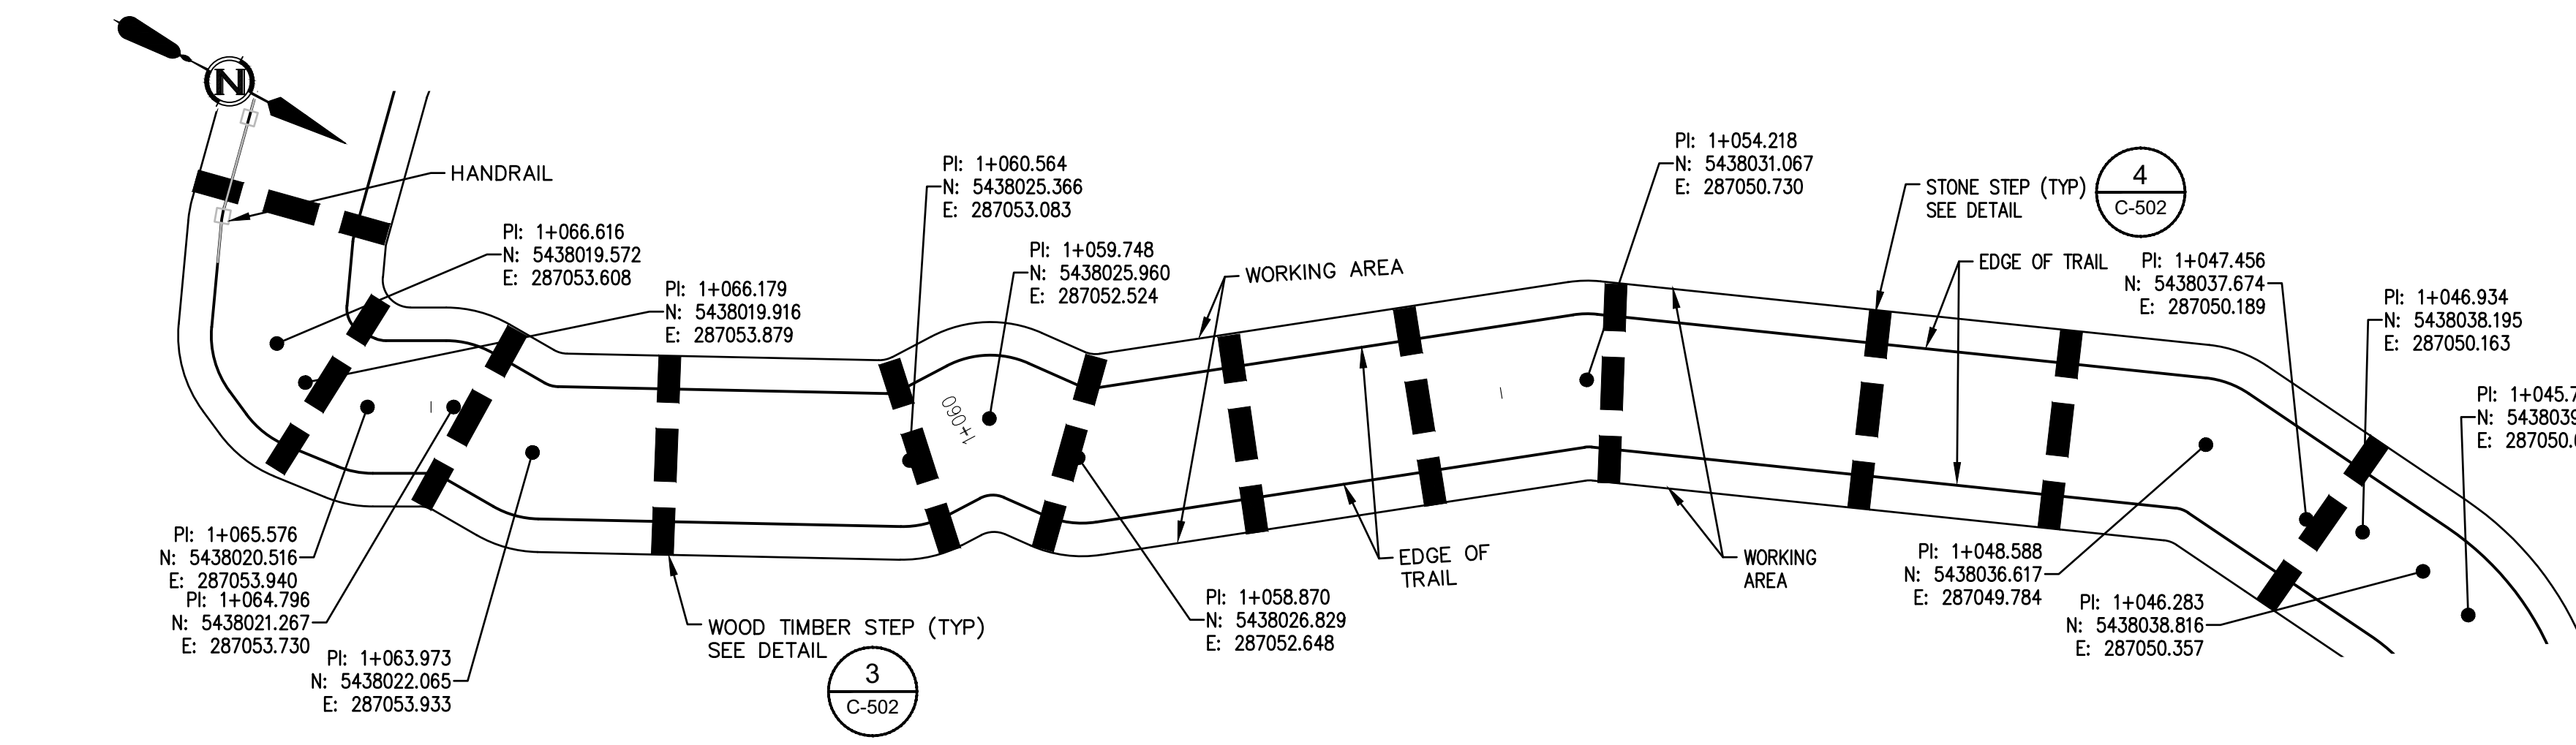 N
HANDRAIL
PI: 1+066.616
N: 5438019.572
E: 287053.608
PI: 1+066.179
N: 5438019.916
E: 287053.879
PI: 1+060.564
N: 5438025.366
E: 287053.083
PI: 1+059.748
N: 5438025.960
E: 287052.524
WORKING AREA
PI: 1+054.218
N: 5438031.067
E: 287050.730
STONE STEP (TYP)
SEE DETAIL
4
C-502
EDGE OF TRAIL
PI: 1+047.456
N: 5438037.674
E: 287050.189
PI: 1+046.934
N: 5438038.195
E: 287050.163
PI: 1+045.7
N: 5438039
E: 287050.
1+060
PI: 1+065.576
N: 5438020.516
E: 287053.940
PI: 1+064.796
N: 5438021.267
E: 287053.730
PI: 1+063.973
N: 5438022.065
E: 287053.933
WOOD TIMBER STEP (TYP)
SEE DETAIL
3
C-502
PI: 1+058.870
N: 5438026.829
E: 287052.648
EDGE OF
TRAIL
WORKING
AREA
PI: 1+048.588
N: 5438036.617
E: 287049.784
PI: 1+046.283
N: 5438038.816
E: 287050.357